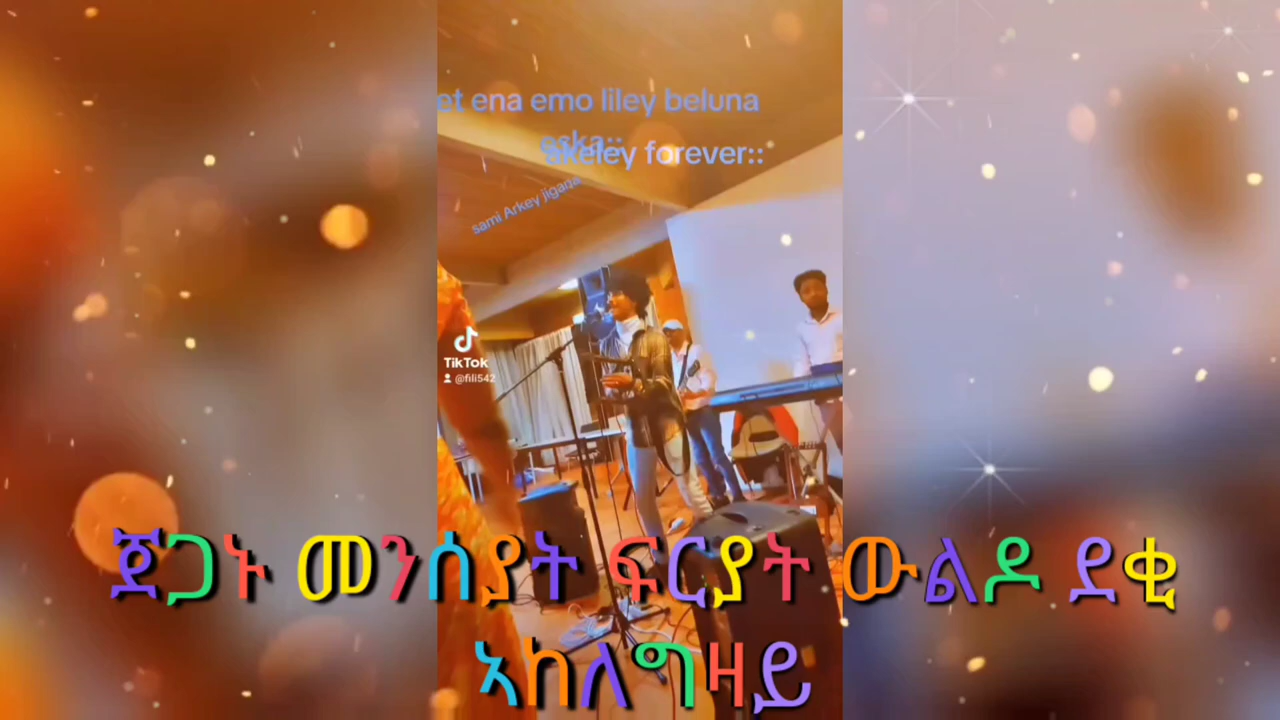 et ena emo liley beluna
eska::
akeley forever::
sami Arkey jigana
TikTok
@fili542
ጀጋኑ መንሰያት ፍርያት ውልዶ ደቂ
ኣከለግዛይ